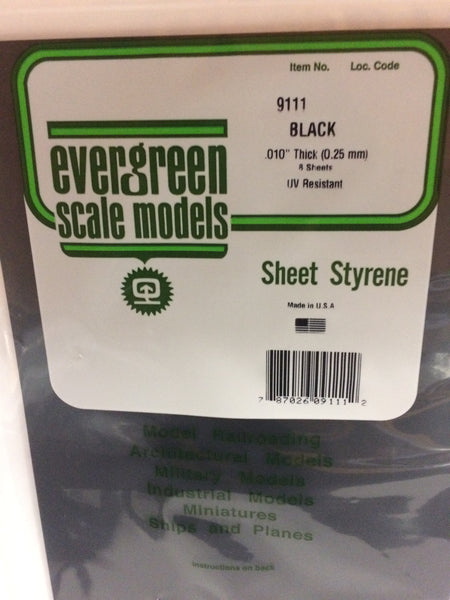 Item No. Loc. Code
9111
BLACK
.010" Thick (0.25 mm)
8 Sheets
UV Resistant
evergreen
scale models
Sheet Styrene
Made in U.S.A
7 87026 09111 2
Model Railroading
Architectural Models
Military Models
Industrial Models
Miniatures
Ships and Planes
instructions on back